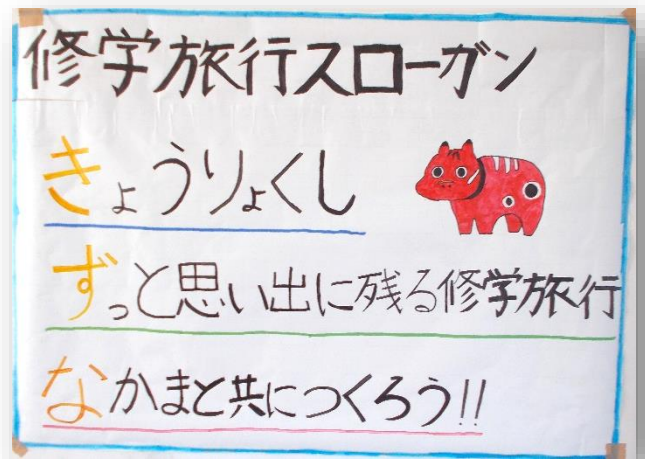 修学旅行スローガン
きょうりょくし
ずっと思い出に残る修学旅行
なかまと共につくろう!!